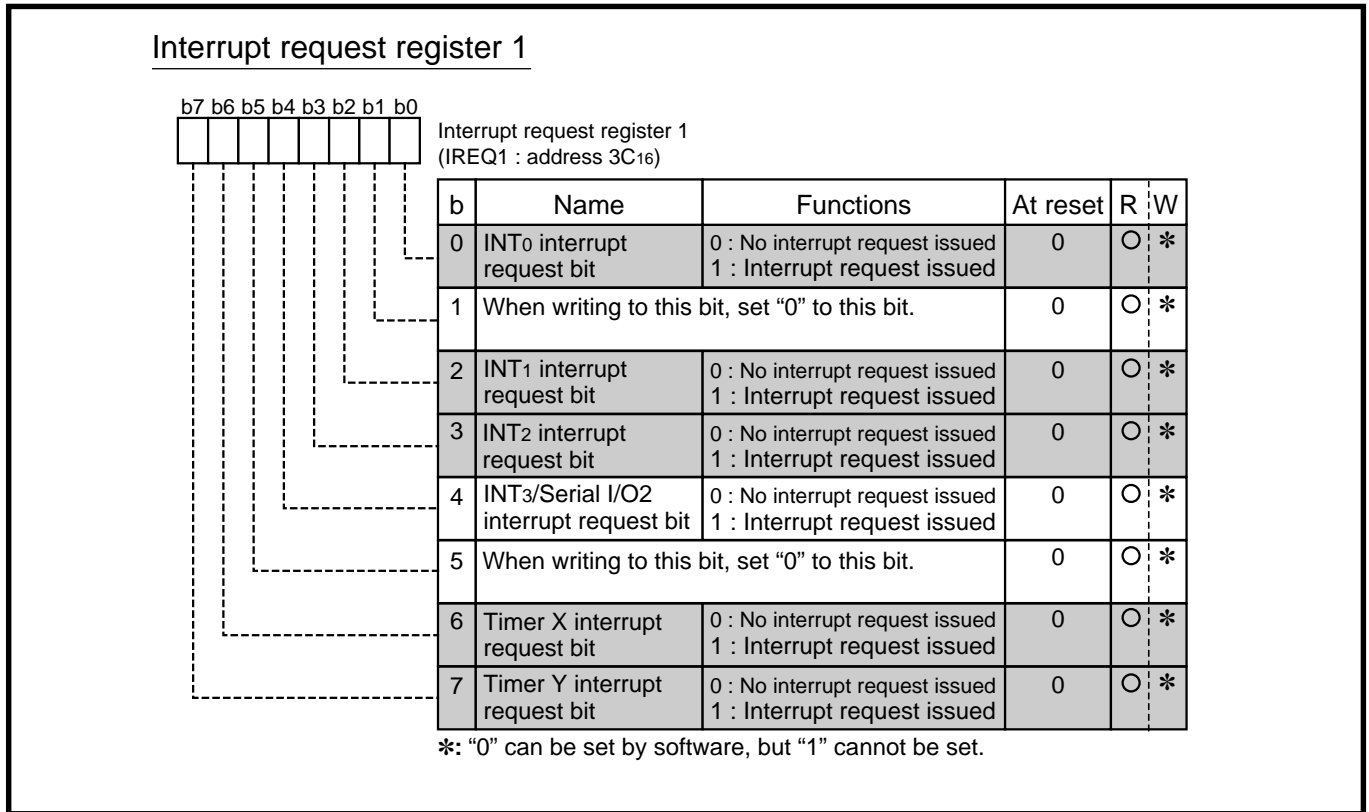 Interrupt request register 1
b7 b6 b5 b4 b3 b2 b1 b0
Interrupt request register 1
(IREQ1 : address 3C16)
b Name Functions At reset R W
0 INT0 interrupt request bit 0 : No interrupt request issued 1 : Interrupt request issued 0 O ✻
1 When writing to this bit, set “0” to this bit. 0 O ✻
2 INT1 interrupt request bit 0 : No interrupt request issued 1 : Interrupt request issued 0 O ✻
3 INT2 interrupt request bit 0 : No interrupt request issued 1 : Interrupt request issued 0 O ✻
4 INT3/Serial I/O2 interrupt request bit 0 : No interrupt request issued 1 : Interrupt request issued 0 O ✻
5 When writing to this bit, set “0” to this bit. 0 O ✻
6 Timer X interrupt request bit 0 : No interrupt request issued 1 : Interrupt request issued 0 O ✻
7 Timer Y interrupt request bit 0 : No interrupt request issued 1 : Interrupt request issued 0 O ✻
✻: “0” can be set by software, but “1” cannot be set.